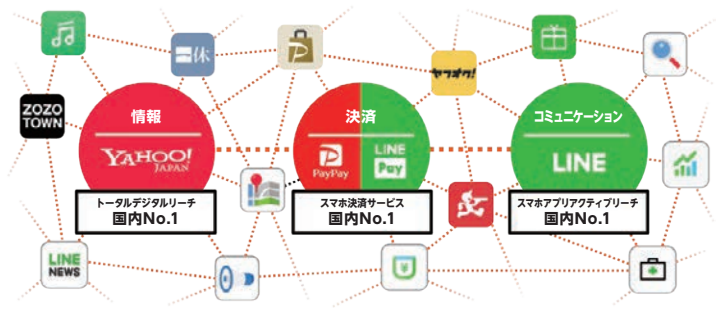 一休
ヤフオク!
ZOZO
TOWN
情報
YAHOO!
JAPAN
トータルデジタルリーチ
国内No.1
決済
PayPay
LINE
Pay
スマホ決済サービス
国内No.1
コミュニケーション
LINE
スマホアプリアクティブリーチ
国内No.1
LINE
NEWS